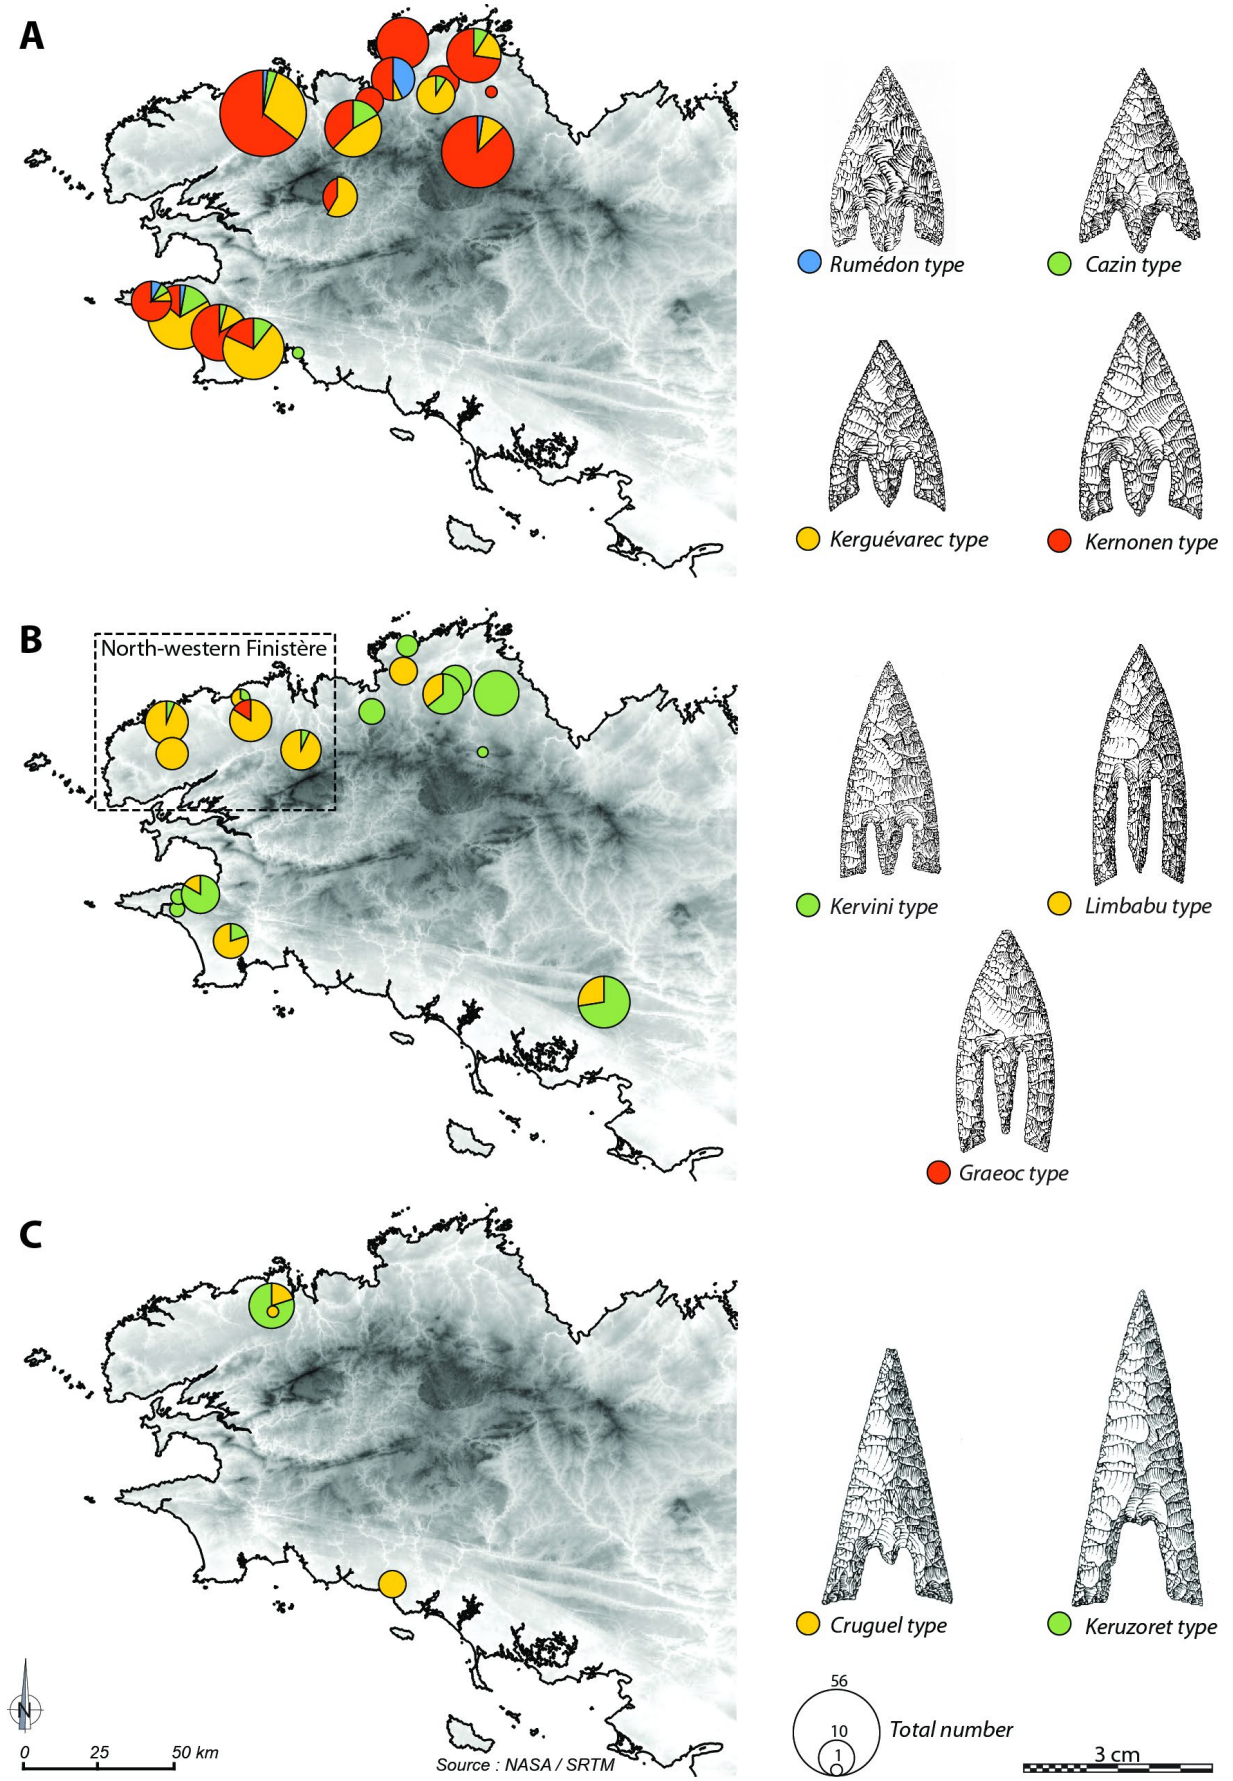 A
Rumédon type
Cazin type
Kerguévarec type
Kernonen type
B
North-western Finistère
Kervini type
Limbabu type
Graeoc type
C
Cruguel type
Keruzoret type
56
10
1
Total number
N
0 25 50 km
Source : NASA / SRTM
3 cm